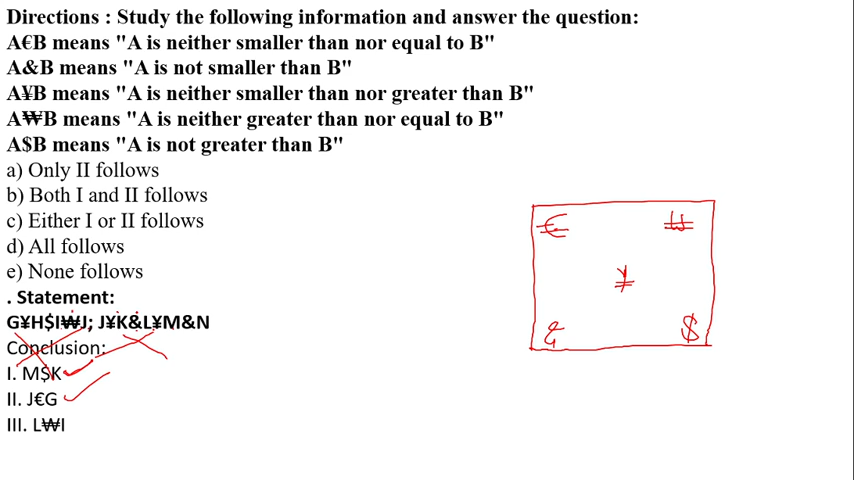 Directions : Study the following information and answer the question:
A€B means "A is neither smaller than nor equal to B"
A&B means "A is not smaller than B"
A¥B means "A is neither smaller than nor greater than B"
A₩B means "A is neither greater than nor equal to B"
A$B means "A is not greater than B"
a) Only II follows
b) Both I and II follows
c) Either I or II follows
d) All follows
e) None follows
. Statement:
G¥H$I₩J; J¥K&L¥M&N
Conclusion:
I. M$K
II. J€G
III. L₩I
€ ₩
¥
& $